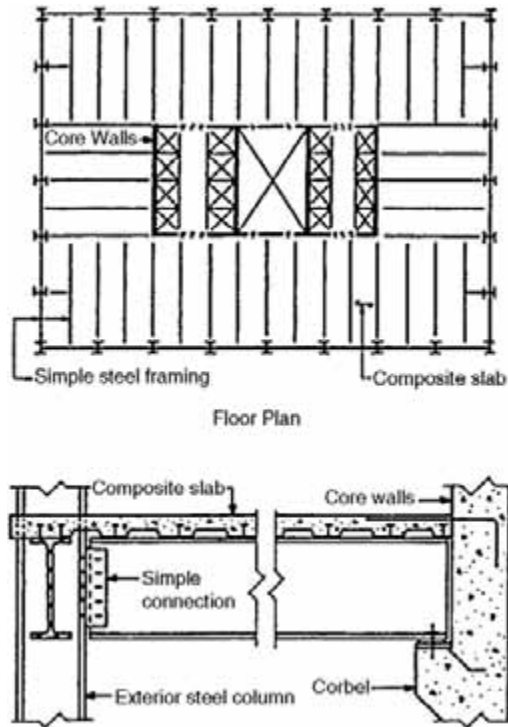 Core Walls
Simple steel framing
Composite slab
Floor Plan
Composite slab
Core walls
Simple
connection
Exterior steel column
Corbel